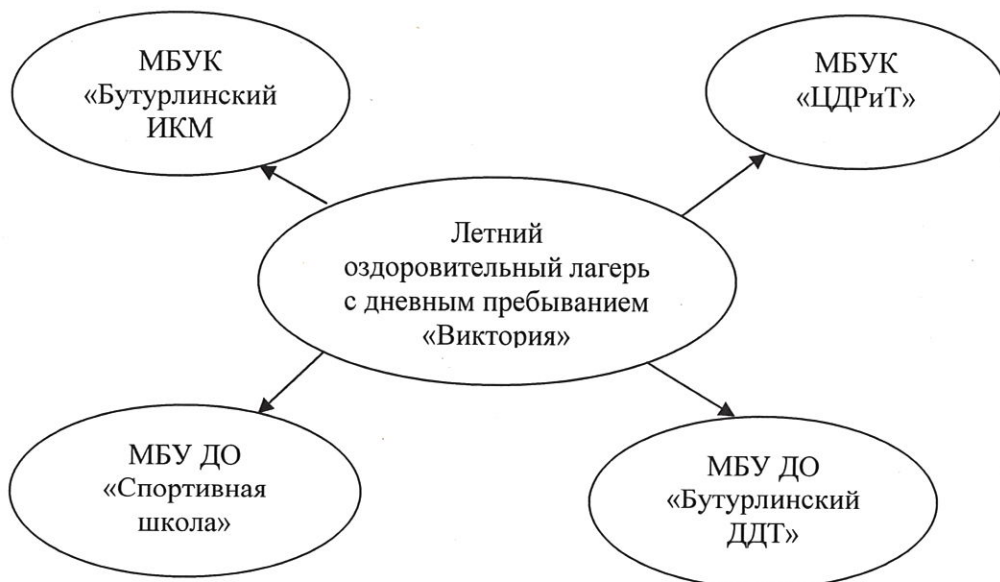 МБУК
«Бутурлинский
ИКМ
МБУК
«ЦДРиТ»
Летний
оздоровительный лагерь
с дневным пребыванием
«Виктория»
МБУ ДО
«Спортивная
школа»
МБУ ДО
«Бутурлинский
ДДТ»